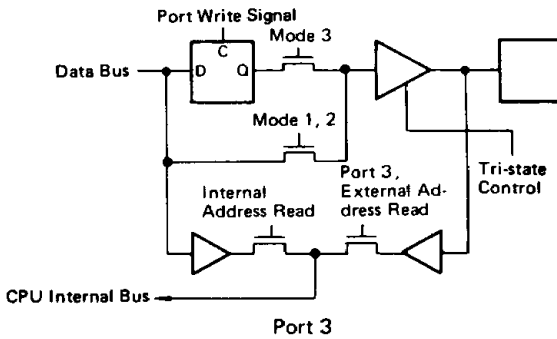 Port Write Signal
C
Mode 3
Data Bus
D
Q
Mode 1, 2
Port 3,
External Ad-
dress Read
Tri-state
Control
Internal
Address Read
CPU Internal Bus
Port 3